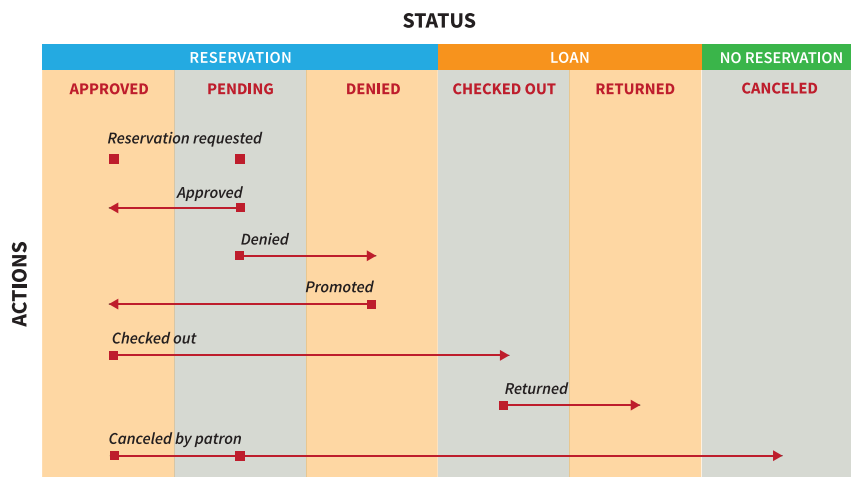 STATUS
RESERVATION LOAN NO RESERVATION
APPROVED PENDING DENIED CHECKED OUT RETURNED CANCELED
ACTIONS
Reservation requested
Approved
Denied
Promoted
Checked out
Returned
Canceled by patron